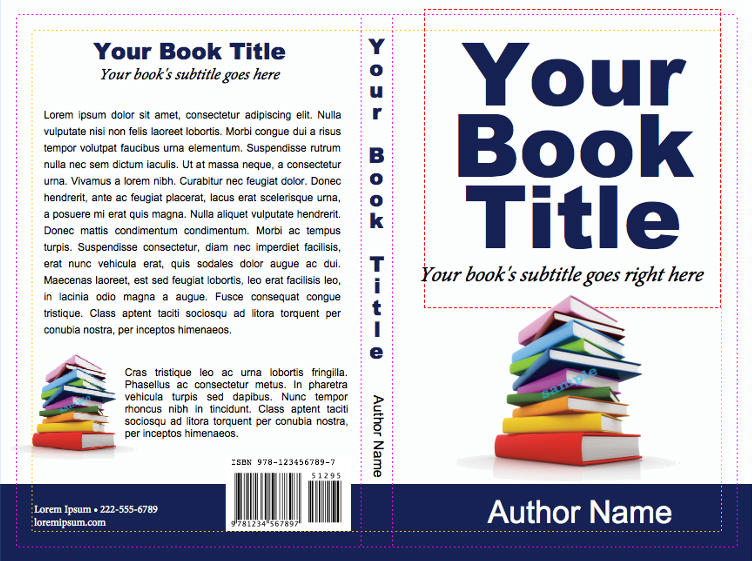 Your Book Title
Your book's subtitle goes here
Lorem ipsum dolor sit amet, consectetur adipiscing elit. Nulla
vulputate nisi non felis laoreet lobortis. Morbi congue dui a risus
tempor volutpat faucibus urna elementum. Suspendisse rutrum
nulla nec sem dictum iaculis. Ut at massa neque, a consectetur
urna. Vivamus a lorem nibh. Curabitur nec feugiat dolor. Donec
hendrerit, ante ac feugiat placerat, lacus erat scelerisque urna,
a posuere mi erat quis magna. Nulla aliquet vulputate hendrerit.
Donec mattis condimentum condimentum. Morbi ac tempus
turpis. Suspendisse consectetur, diam nec imperdiet facilisis,
erat nunc vehicula erat, quis sodales dolor augue ac dui.
Maecenas laoreet, est sed feugiat lobortis, leo erat facilisis leo,
in lacinia odio magna a augue. Fusce consequat congue
tristique. Class aptent taciti sociosqu ad litora torquent per
conubia nostra, per inceptos himenaeos.
Cras tristique leo ac urna lobortis fringilla.
Phasellus ac consectetur metus. In pharetra
vehicula turpis sed dapibus. Nunc tempor
rhoncus nibh in tincidunt. Class aptent taciti
sociosqu ad litora torquent per conubia nostra,
per inceptos himenaeos.
ISBN 978-123456789-7
51295
9781234567897
Lorem Ipsum • 222-555-6789
loremipsum.com
Your Book Title
Author Name
Your
Book
Title
Your book's subtitle goes right here
sample
Author Name